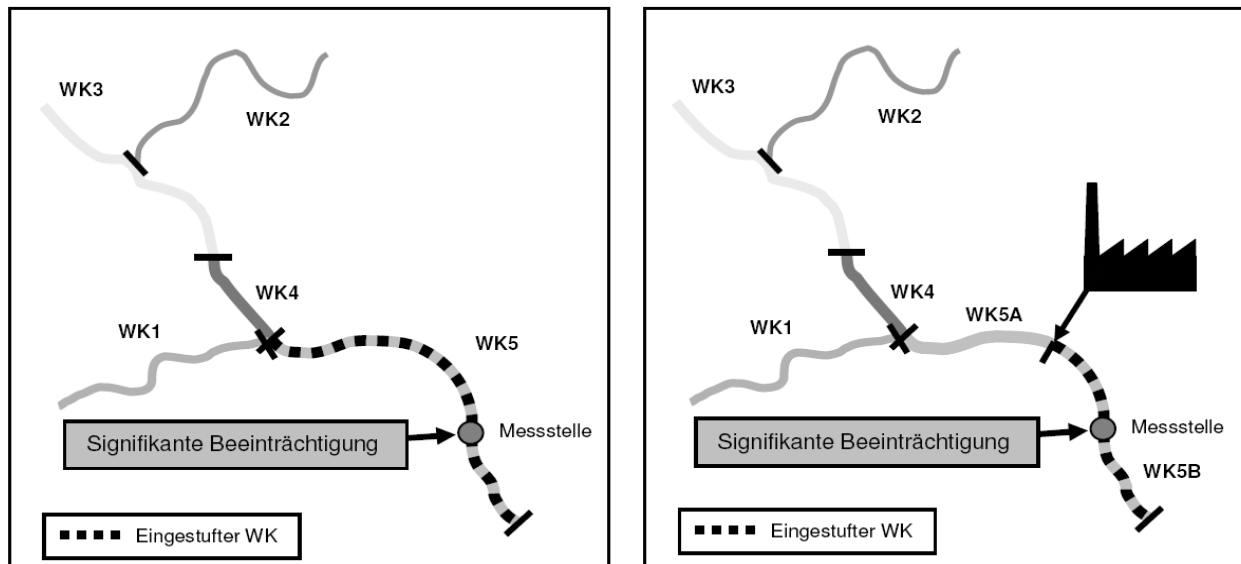 WK3
WK2
WK4
WK1
WK5
Messstelle
Signifikante Beeinträchtigung
Eingestufter WK
WK3
WK2
WK4
WK5A
WK1
Messstelle
Signifikante Beeinträchtigung
WK5B
Eingestufter WK